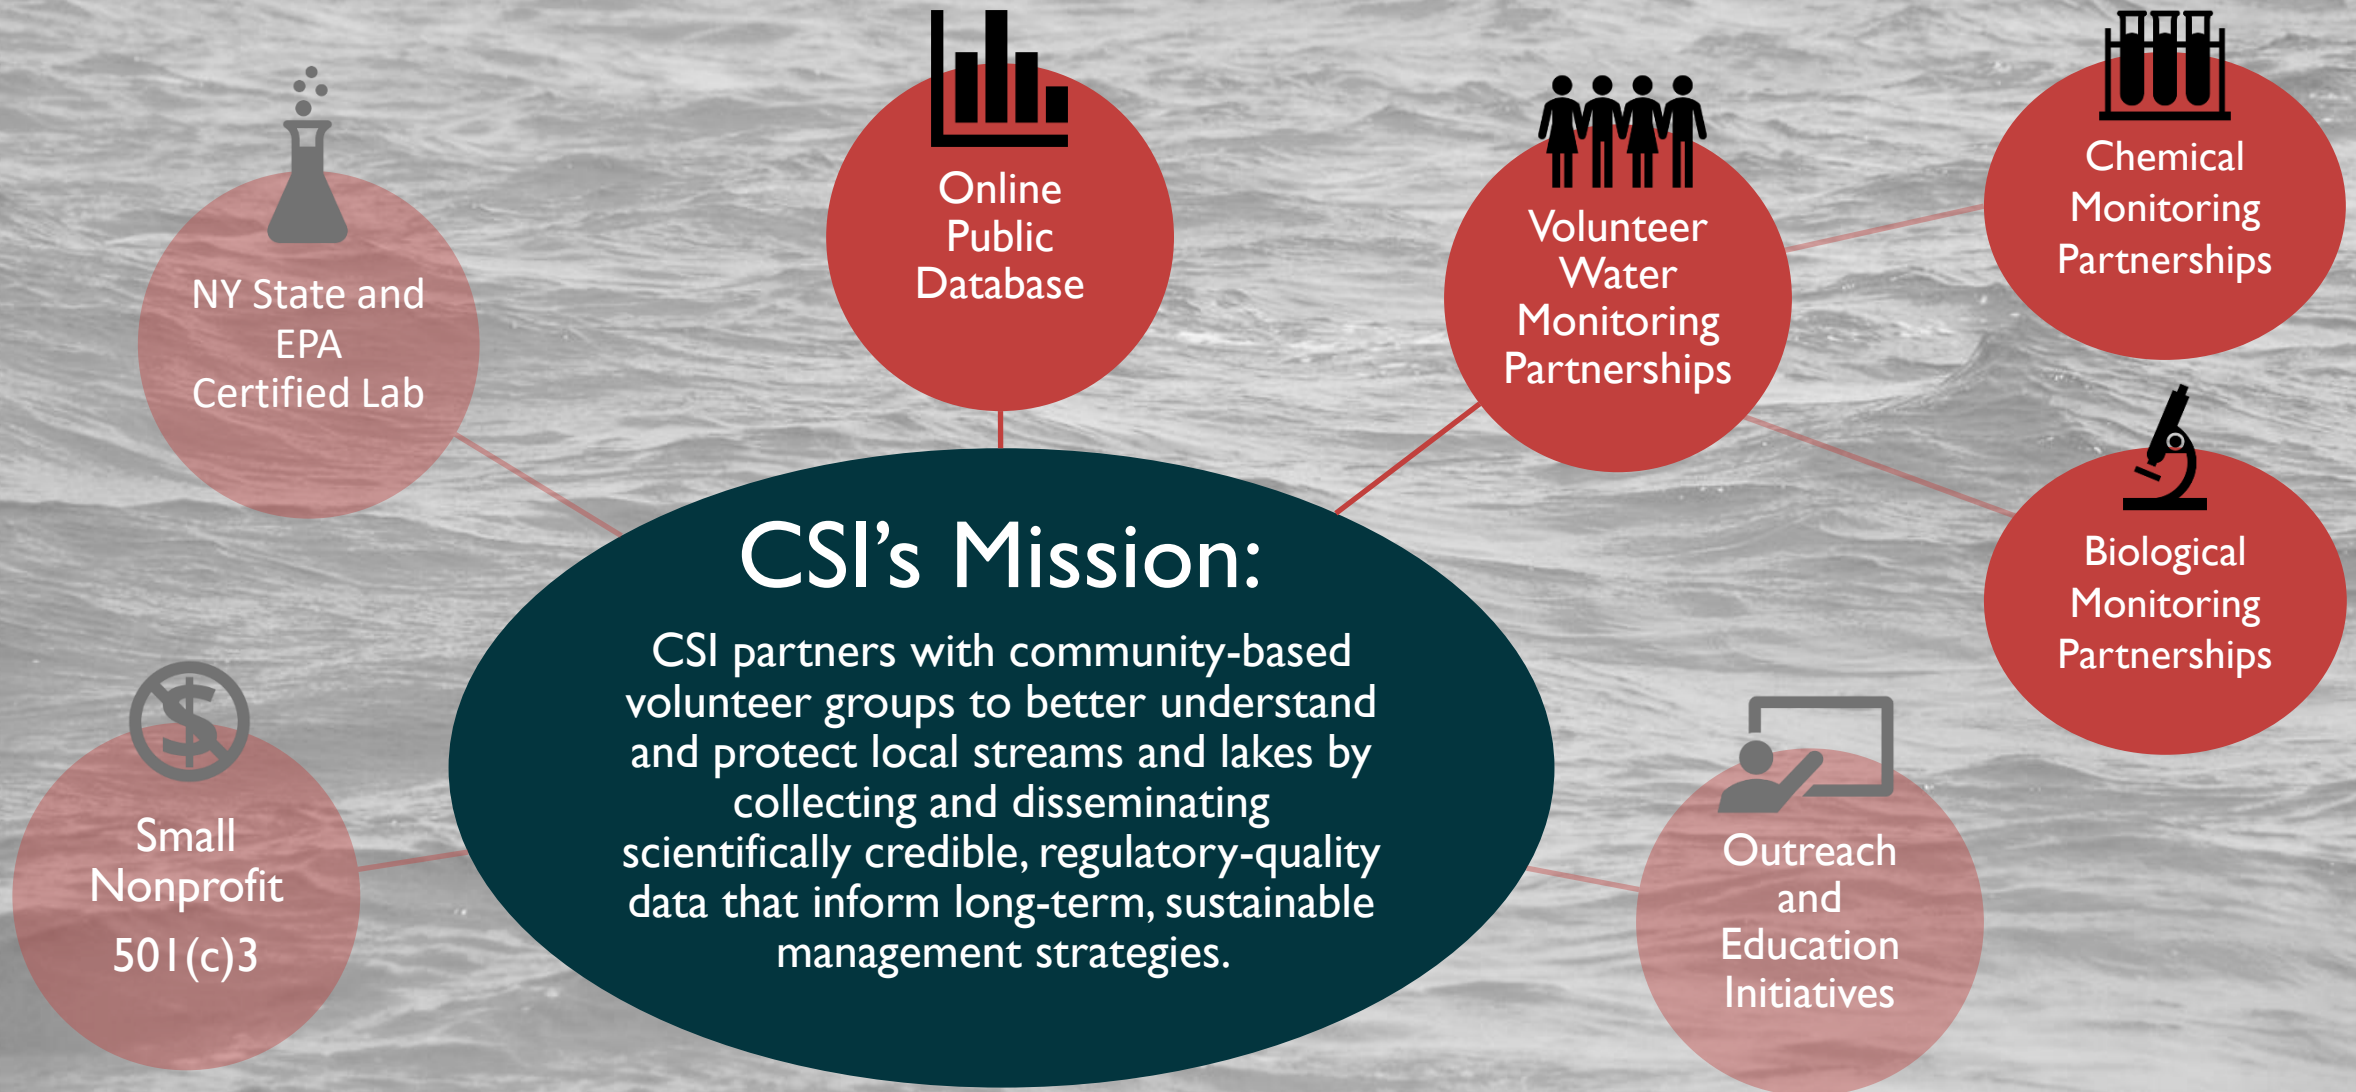 NY State and
EPA
Certified Lab
Online
Public
Database
Volunteer
Water
Monitoring
Partnerships
Chemical
Monitoring
Partnerships
Biological
Monitoring
Partnerships
CSI’s Mission:
CSI partners with community-based
volunteer groups to better understand
and protect local streams and lakes by
collecting and disseminating
scientifically credible, regulatory-quality
data that inform long-term, sustainable
management strategies.
Small
Nonprofit
501(c)3
Outreach
and
Education
Initiatives